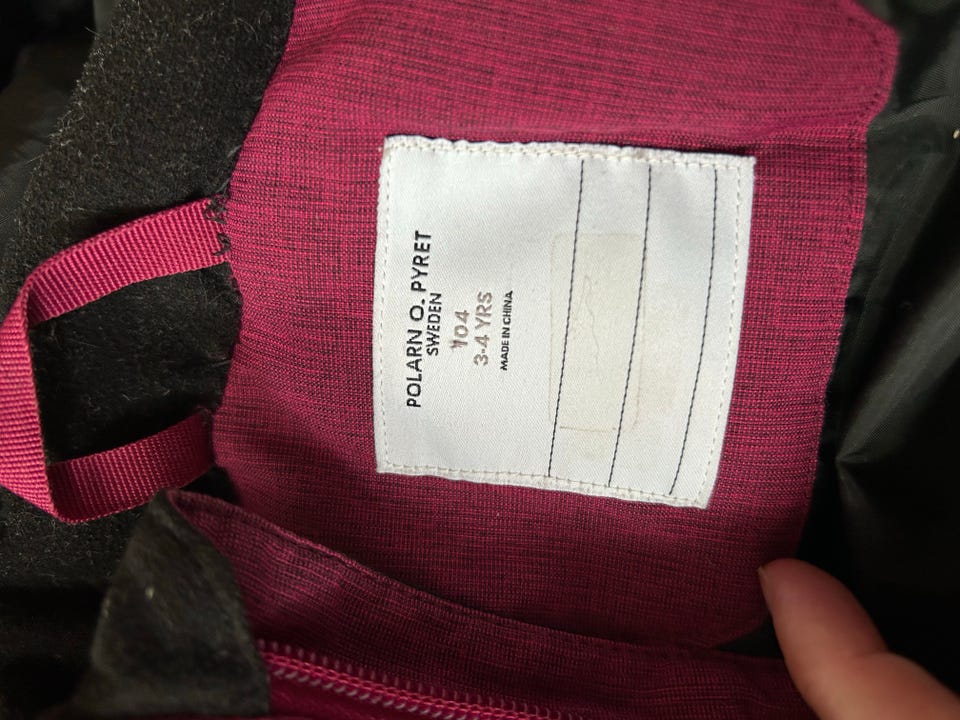 POLARN O. PYRET
SWEDEN
104
3-4 YRS
MADE IN CHINA